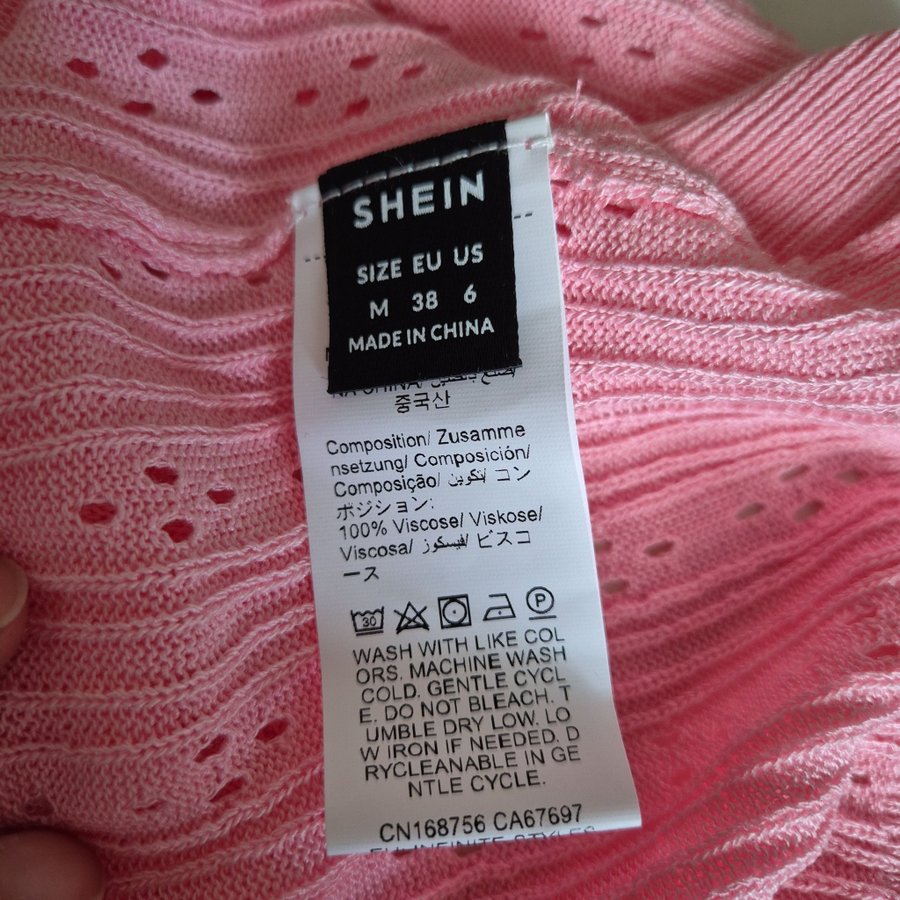 SHEIN
SIZE EU US
M 38 6
MADE IN CHINA
중국산
Composition/ Zusamme
nsetzung/ Composición/
Composição/ تكوين/ コン
ポジション:
100% Viscose/ Viskose/
Viscosa/ فيسكوز/ ビスコ
ース
30 P
WASH WITH LIKE COL
ORS. MACHINE WASH
COLD. GENTLE CYCL
E. DO NOT BLEACH. T
UMBLE DRY LOW. LO
W IRON IF NEEDED. D
RYCLEANABLE IN GE
NTLE CYCLE.
CN168756 CA67697